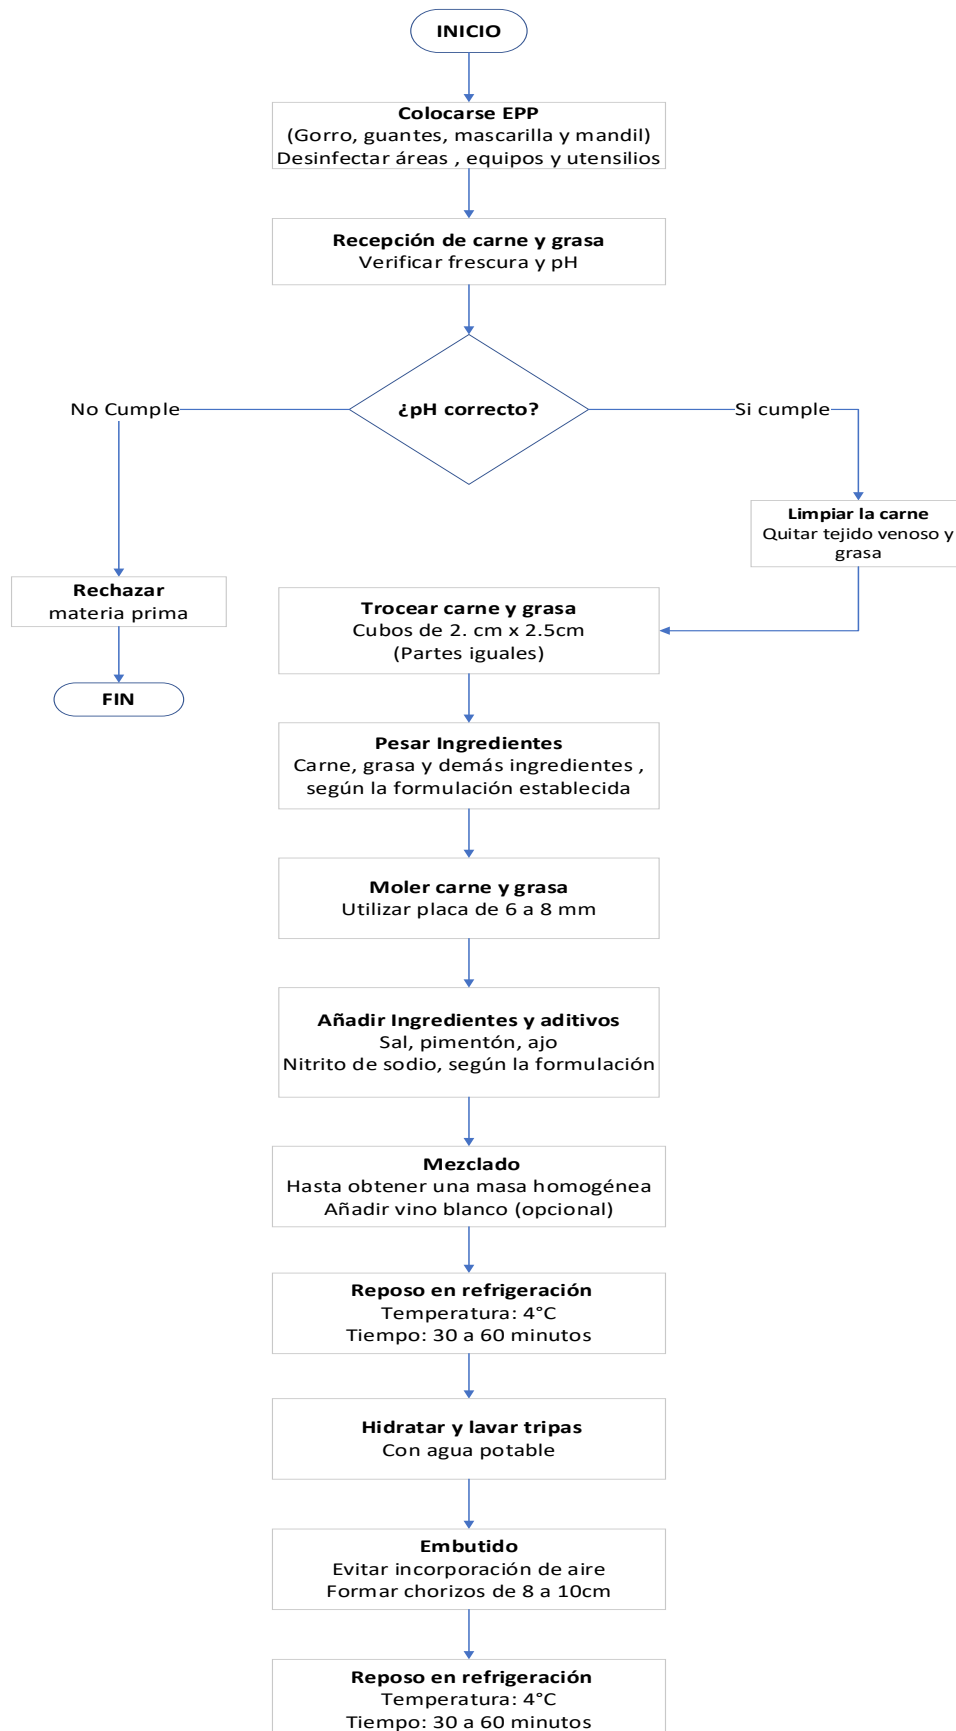 INICIO
Colocarse EPP
(Gorro, guantes, mascarilla y mandil)
Desinfectar áreas , equipos y utensilios
Recepción de carne y grasa
Verificar frescura y pH
¿pH correcto?
No Cumple
Si cumple
Limpiar la carne
Quitar tejido venoso y
grasa
Rechazar
materia prima
FIN
Trocear carne y grasa
Cubos de 2. cm x 2.5cm
(Partes iguales)
Pesar Ingredientes
Carne, grasa y demás ingredientes ,
según la formulación establecida
Moler carne y grasa
Utilizar placa de 6 a 8 mm
Añadir Ingredientes y aditivos
Sal, pimentón, ajo
Nitrito de sodio, según la formulación
Mezclado
Hasta obtener una masa homogénea
Añadir vino blanco (opcional)
Reposo en refrigeración
Temperatura: 4°C
Tiempo: 30 a 60 minutos
Hidratar y lavar tripas
Con agua potable
Embutido
Evitar incorporación de aire
Formar chorizos de 8 a 10cm
Reposo en refrigeración
Temperatura: 4°C
Tiempo: 30 a 60 minutos